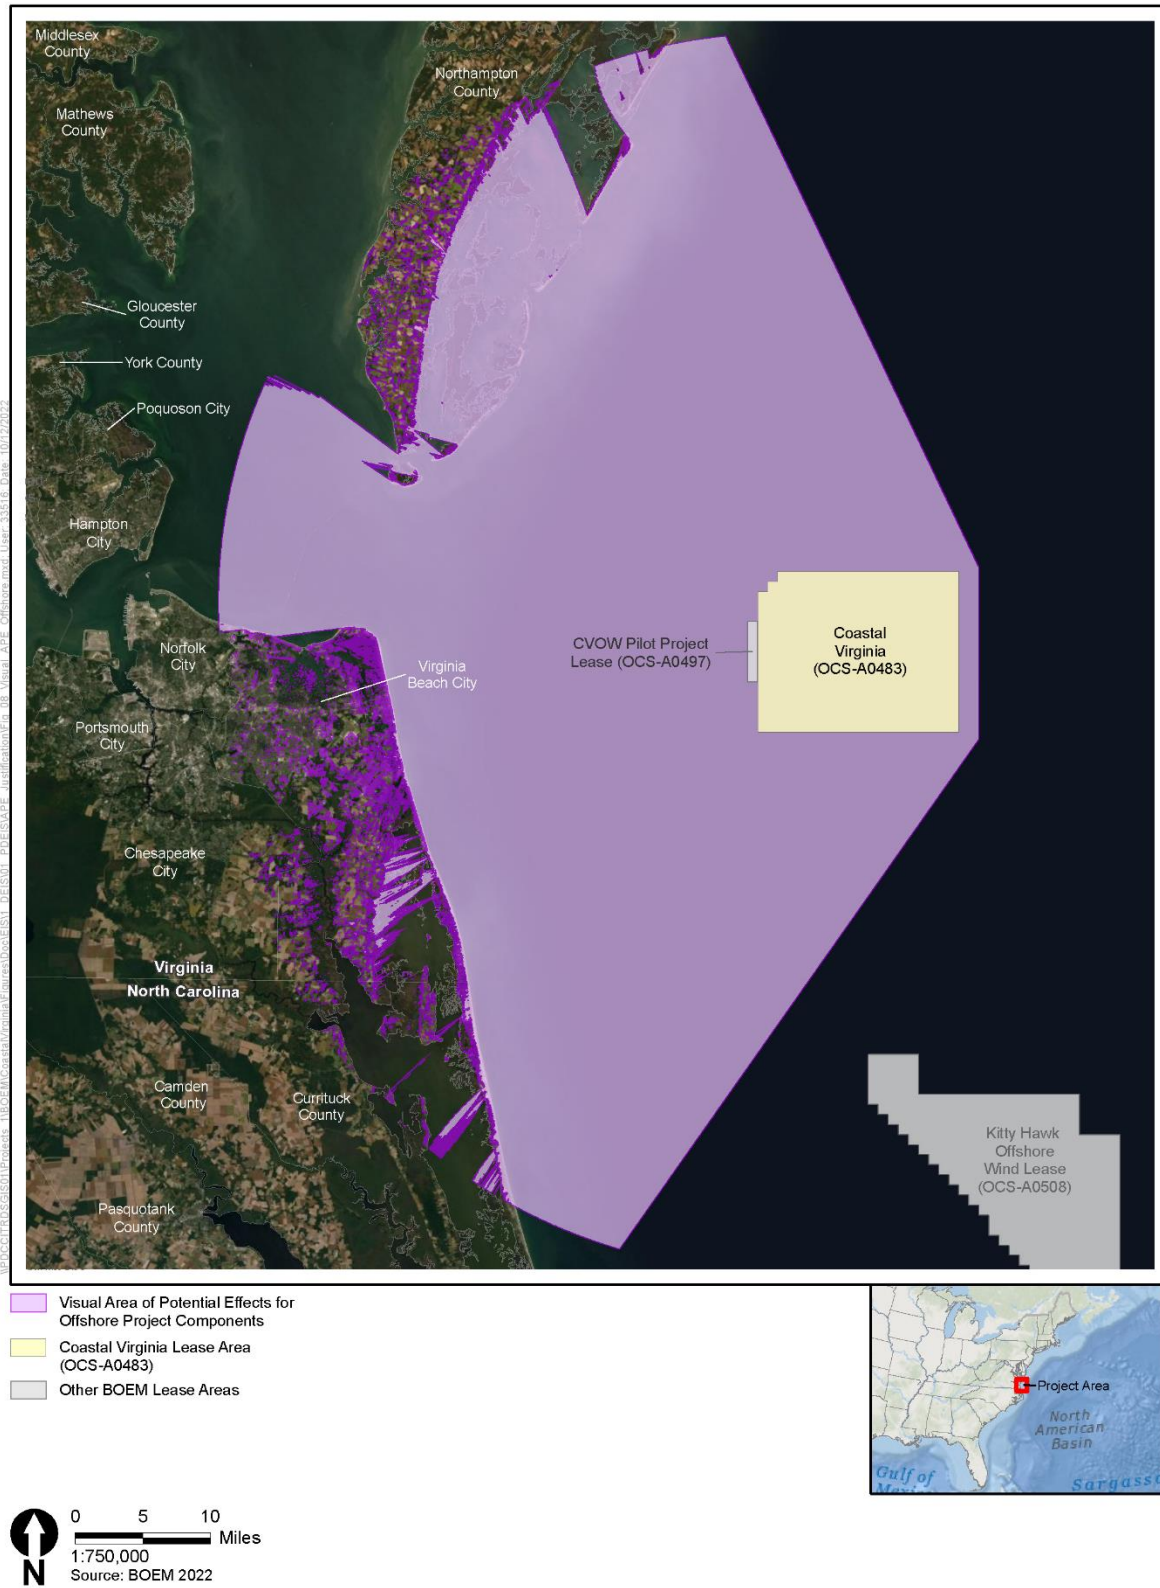 Middlesex
County
Northampton
County
Mathews
County
Gloucester
County
York County
Poquoson City
Hampton
City
Norfolk
City
Virginia
Beach City
CVOW Pilot Project
Lease (OCS-A0497)
Coastal
Virginia
(OCS-A0483)
Portsmouth
City
Chesapeake
City
Virginia
North Carolina
Camden
County
Currituck
County
Pasquotank
County
Kitty Hawk
Offshore
Wind Lease
(OCS-A0508)
Visual Area of Potential Effects for
Offshore Project Components
Coastal Virginia Lease Area
(OCS-A0483)
Other BOEM Lease Areas
Project Area
North
American
Basin
Gulf of
Sargasso
0 5 10
Miles
1:750,000
Source: BOEM 2022
N